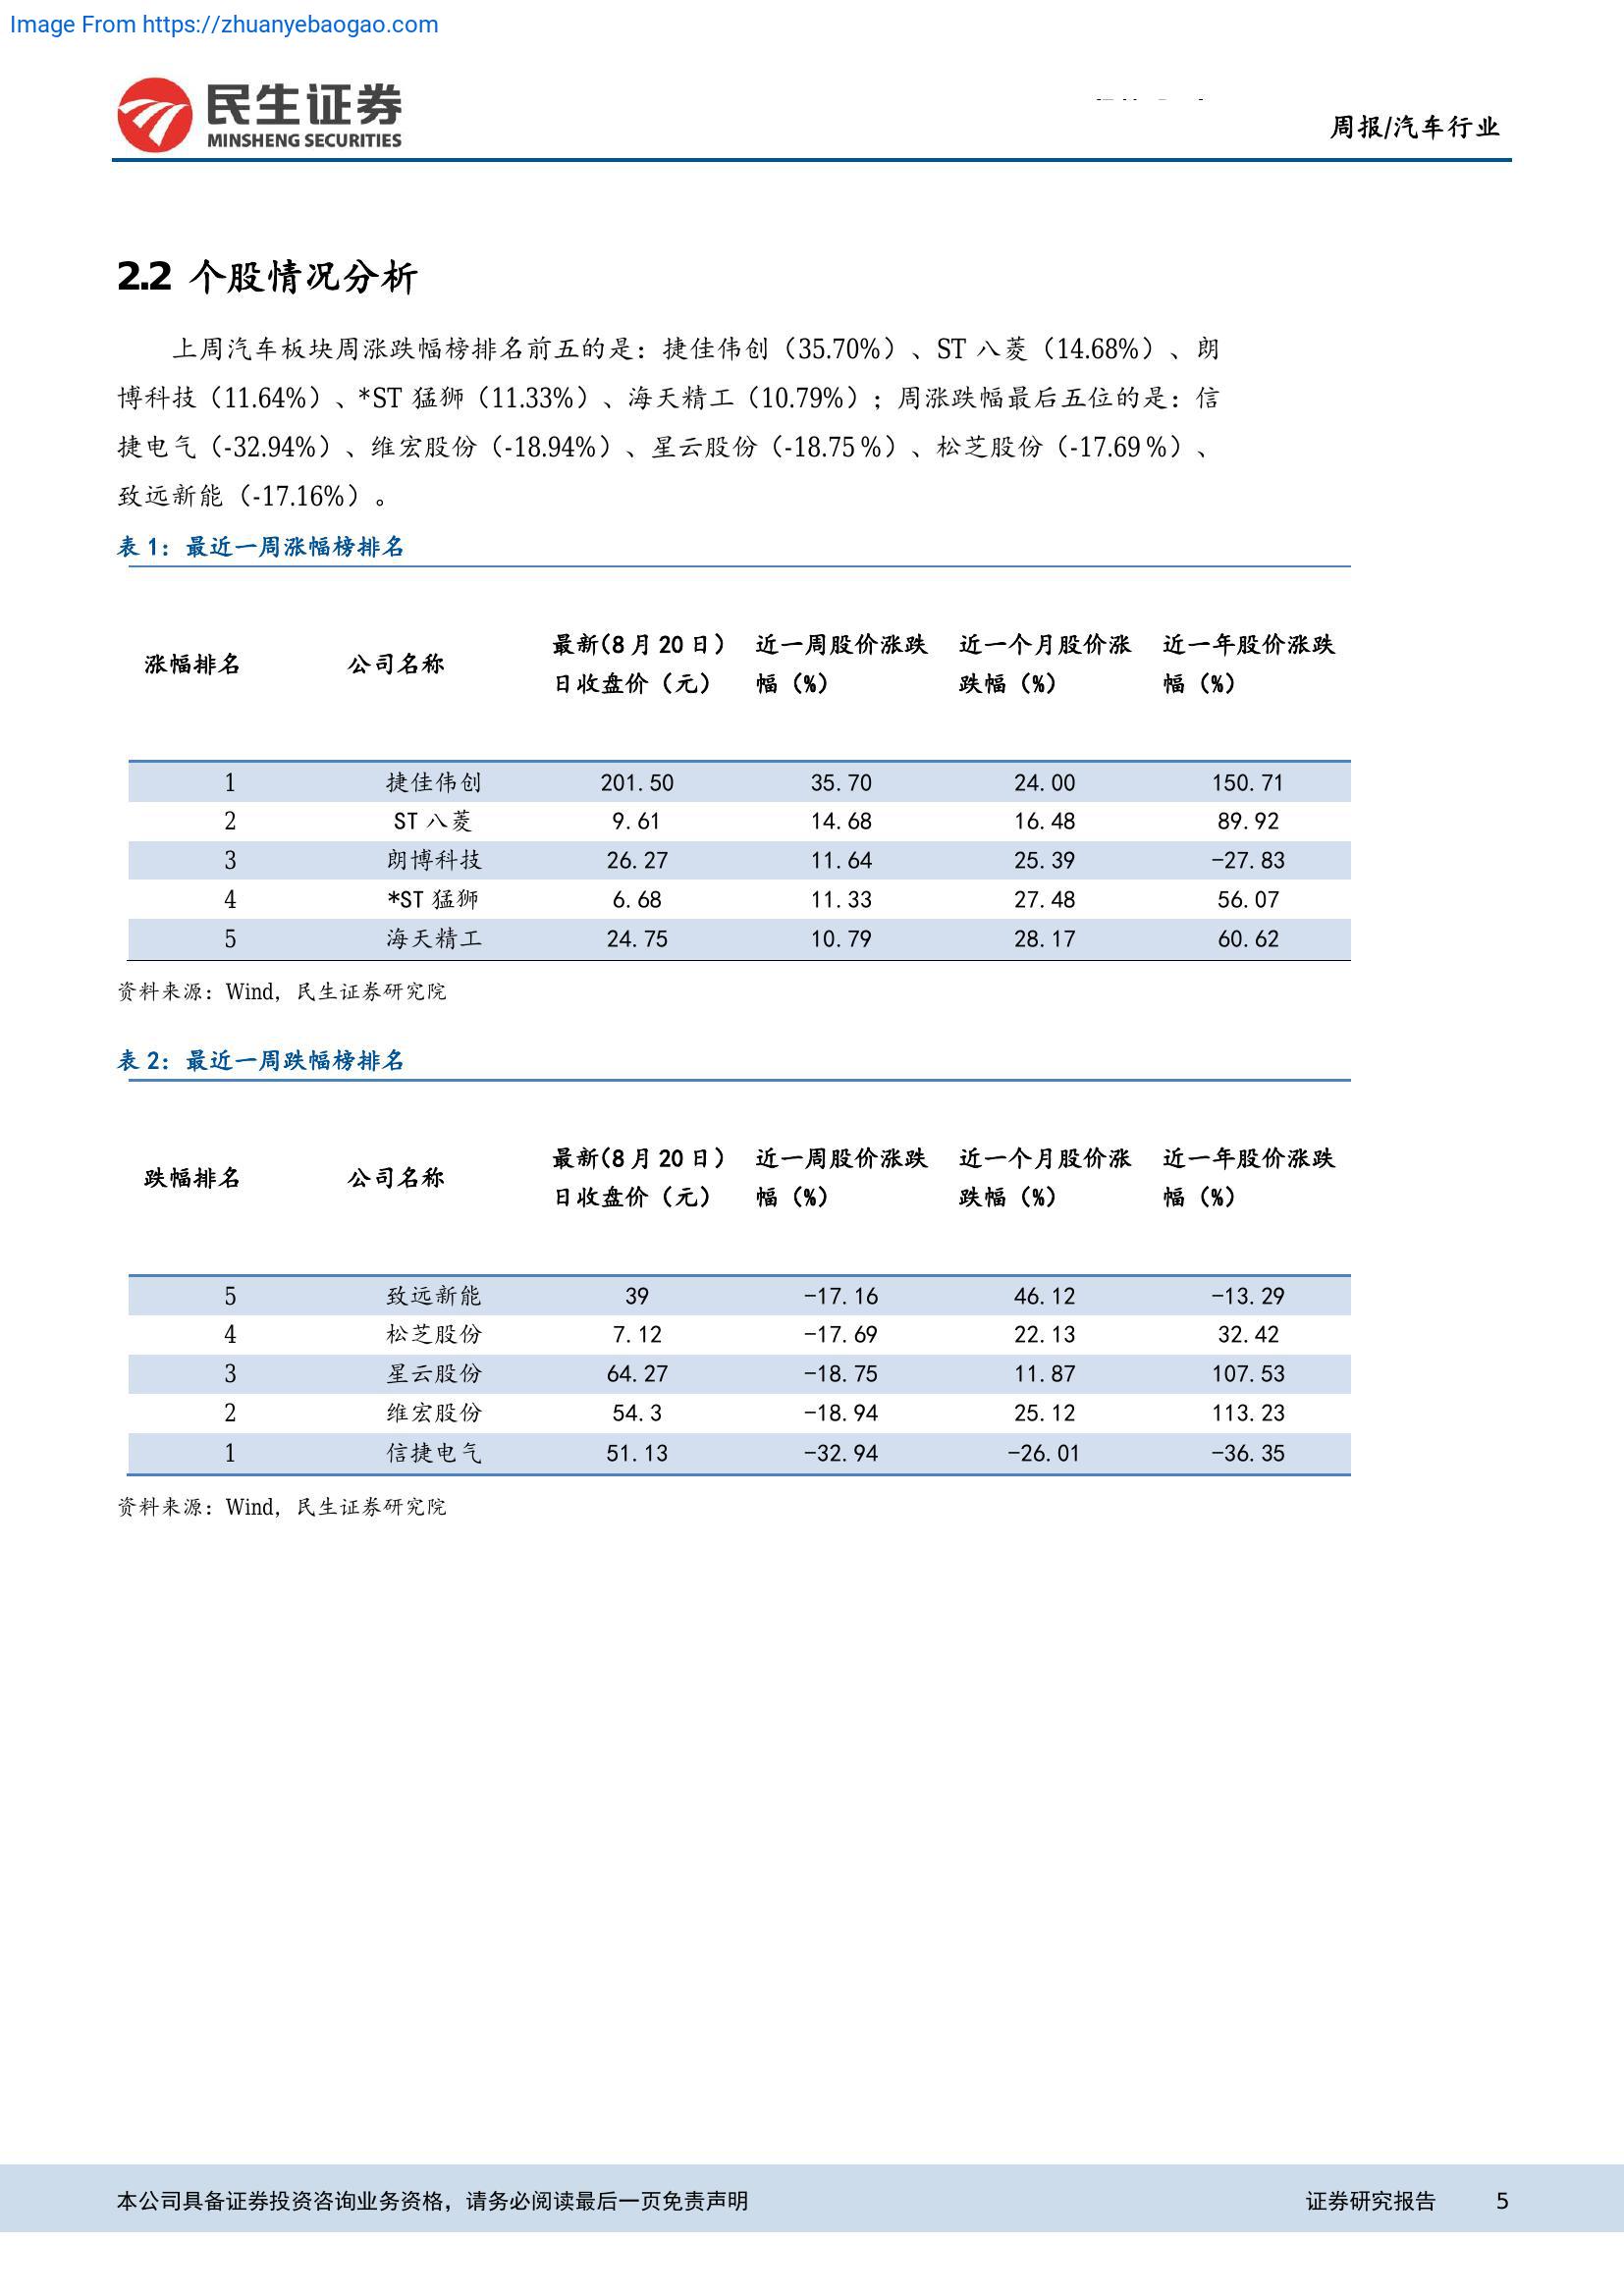 Image From https://zhuanyebaogao.com
民生证券
MINSHENG SECURITIES
周报/汽车行业
2.2 个股情况分析
上周汽车板块周涨跌幅榜排名前五的是：捷佳伟创（35.70%）、ST 八菱（14.68%）、朗
博科技（11.64%）、*ST 猛狮（11.33%）、海天精工（10.79%）；周涨跌幅最后五位的是：信
捷电气（-32.94%）、维宏股份（-18.94%）、星云股份（-18.75%）、松芝股份（-17.69%）、
致远新能（-17.16%）。
表 1：最近一周涨幅榜排名
涨幅排名 公司名称 最新(8 月 20 日) 近一周股价涨跌 近一个月股价涨 近一年股价涨跌
日收盘价（元） 幅（%） 跌幅（%） 幅（%）
1 捷佳伟创 201.50 35.70 24.00 150.71
2 ST 八菱 9.61 14.68 16.48 89.92
3 朗博科技 26.27 11.64 25.39 -27.83
4 *ST 猛狮 6.68 11.33 27.48 56.07
5 海天精工 24.75 10.79 28.17 60.62
资料来源：Wind，民生证券研究院
表 2：最近一周跌幅榜排名
跌幅排名 公司名称 最新(8 月 20 日) 近一周股价涨跌 近一个月股价涨 近一年股价涨跌
日收盘价（元） 幅（%） 跌幅（%） 幅（%）
5 致远新能 39 -17.16 46.12 -13.29
4 松芝股份 7.12 -17.69 22.13 32.42
3 星云股份 64.27 -18.75 11.87 107.53
2 维宏股份 54.3 -18.94 25.12 113.23
1 信捷电气 51.13 -32.94 -26.01 -36.35
资料来源：Wind，民生证券研究院
本公司具备证券投资咨询业务资格，请务必阅读最后一页免责声明 证券研究报告 5